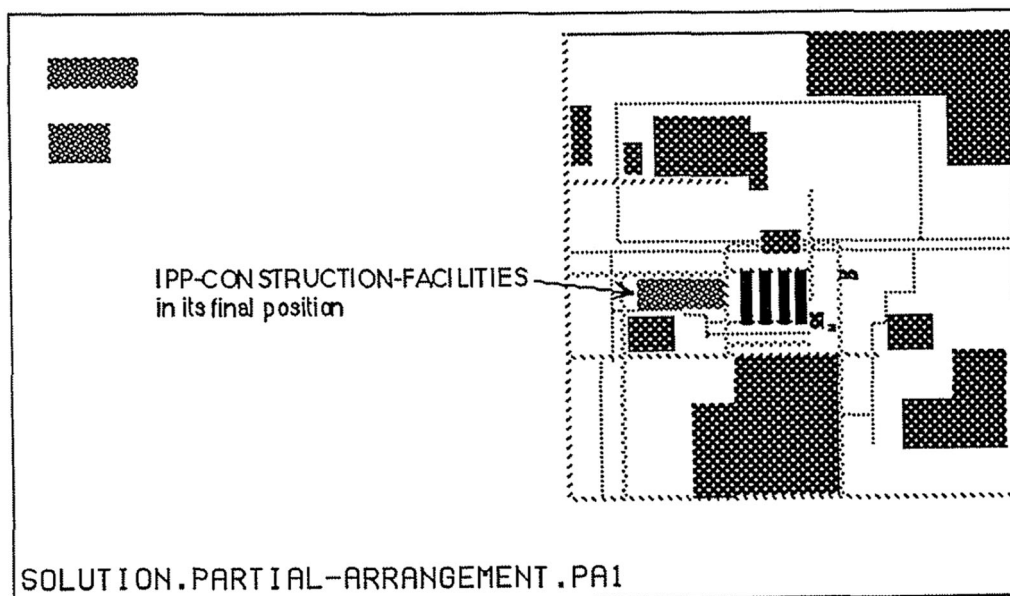 IPP-CONSTRUCTION-FACILITIES
in its final position
SOLUTION.PARTIAL-ARRANGEMENT.PA1